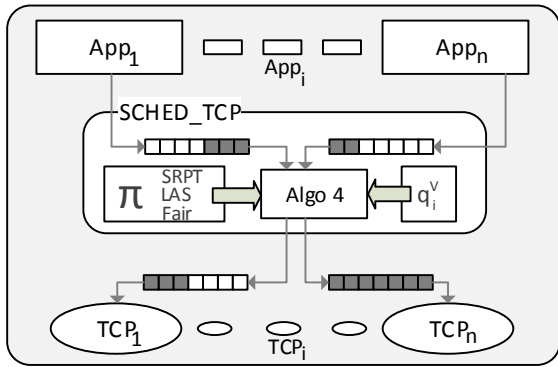 App1
Appi
Appn
SCHED_TCP
π
SRPT
LAS
Fair
Algo 4
qiV
TCP1
TCPi
TCPn